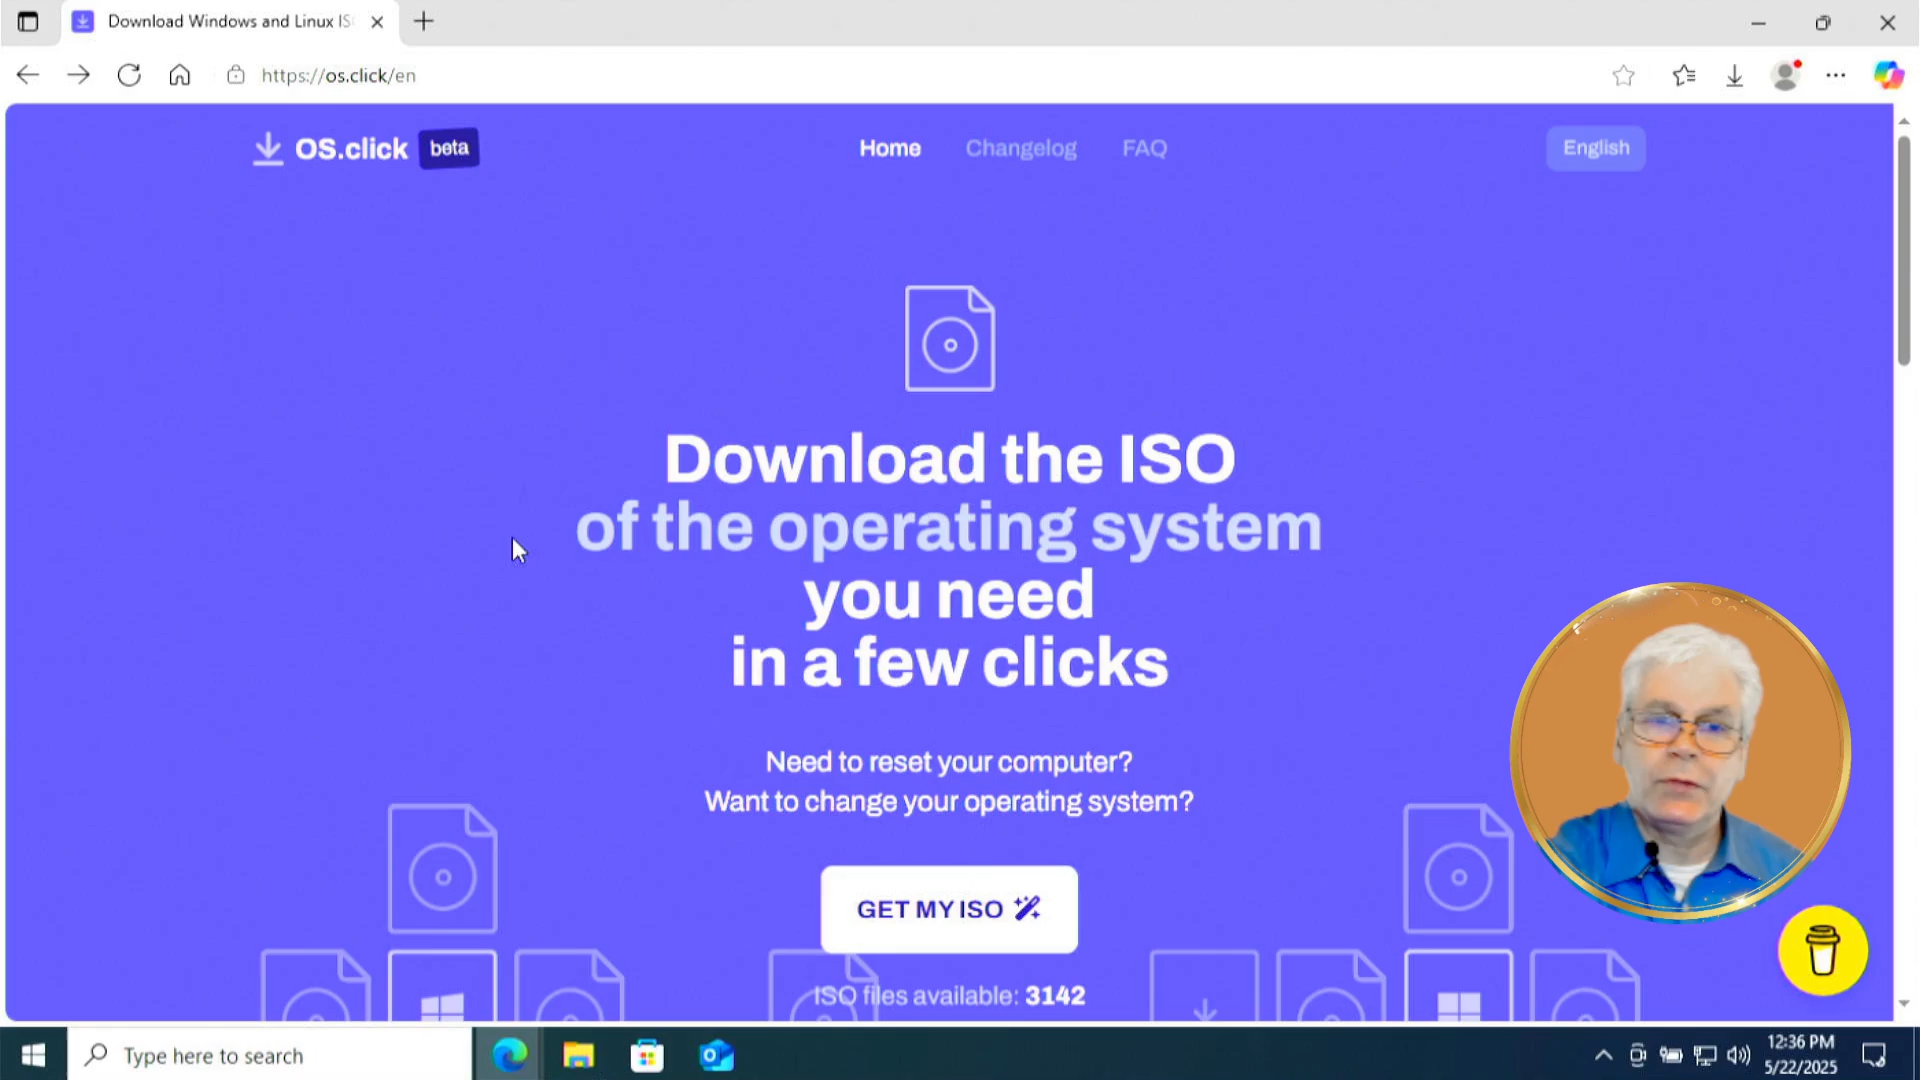 Download Windows and Linux IS
https://os.click/en
OS.click beta
Home
Changelog
FAQ
English
Download the ISO
of the operating system
you need
in a few clicks
Need to reset your computer?
Want to change your operating system?
GET MY ISO
ISO files available: 3142
Type here to search
12:36 PM
5/22/2025